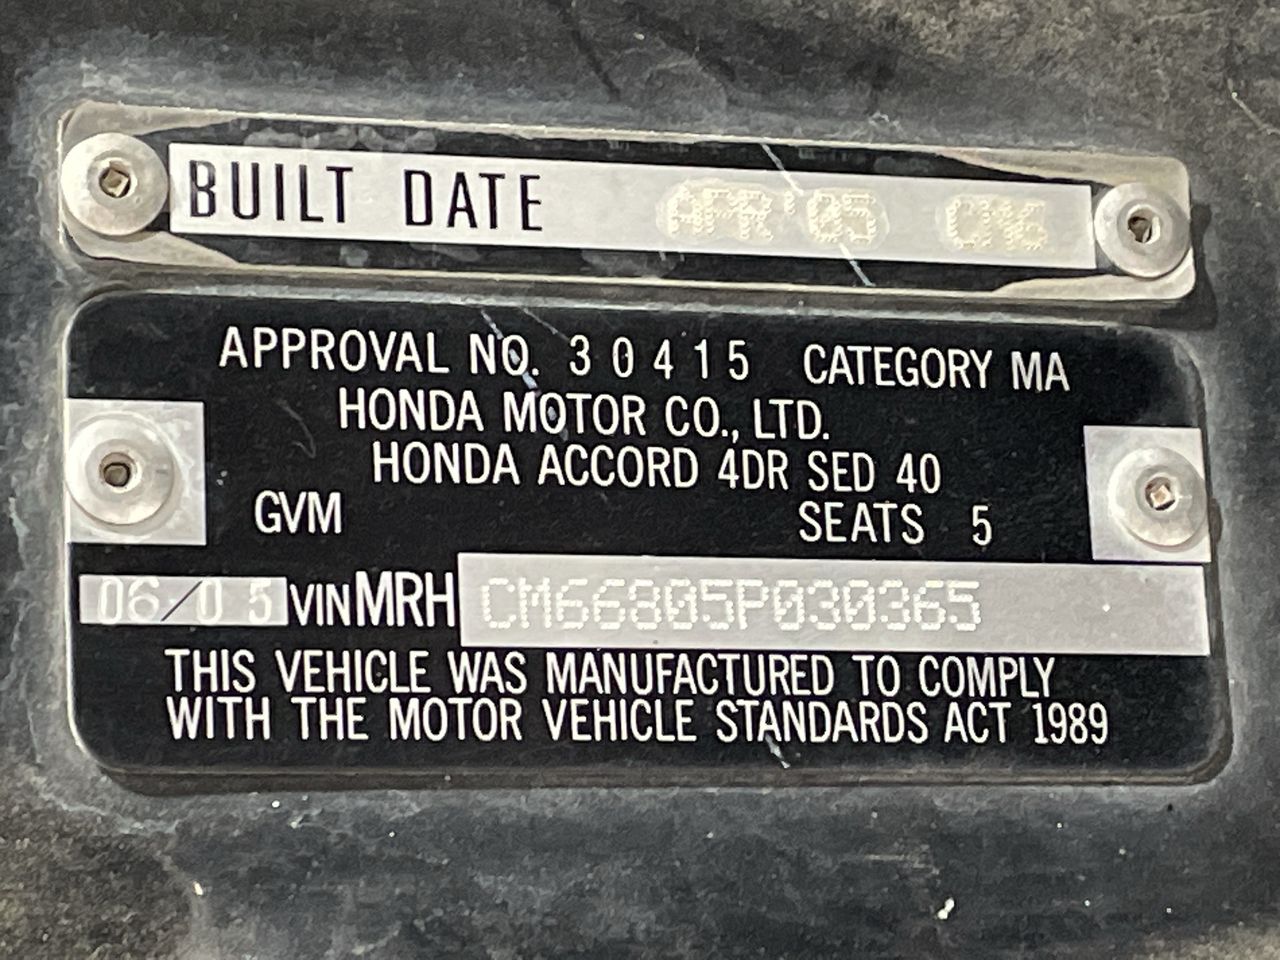 BUILT DATE APR'05 CM6
APPROVAL NO. 30415 CATEGORY MA
HONDA MOTOR CO., LTD.
HONDA ACCORD 4DR SED 40
GVM SEATS 5
06/05 VIN MRH CM66805P030365
THIS VEHICLE WAS MANUFACTURED TO COMPLY
WITH THE MOTOR VEHICLE STANDARDS ACT 1989